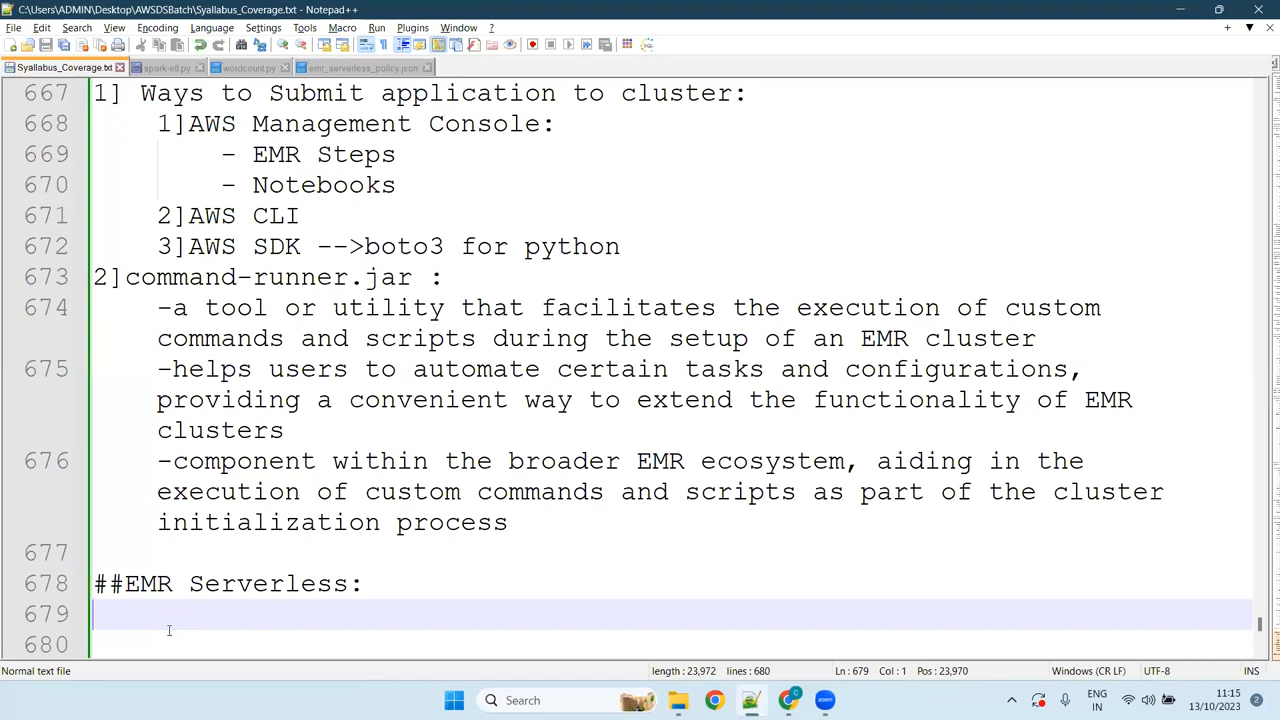 C:\Users\ADMIN\Desktop\AWSDSBatch\Syallabus_Coverage.txt - Notepad++
File Edit Search View Encoding Language Settings Tools Macro Run Plugins Window ?
Syallabus_Coverage.txt spark-etl.py wordcount.py emr_serverless_policy.json
667 1] Ways to Submit application to cluster:
668 1]AWS Management Console:
669 - EMR Steps
670 - Notebooks
671 2]AWS CLI
672 3]AWS SDK -->boto3 for python
673 2]command-runner.jar :
674 -a tool or utility that facilitates the execution of custom
commands and scripts during the setup of an EMR cluster
675 -helps users to automate certain tasks and configurations,
providing a convenient way to extend the functionality of EMR
clusters
676 -component within the broader EMR ecosystem, aiding in the
execution of custom commands and scripts as part of the cluster
initialization process
677
678 ##EMR Serverless:
679
680
Normal text file length : 23,972 lines : 680 Ln : 679 Col : 1 Pos : 23,970 Windows (CR LF) UTF-8 INS
Search zoom ENG IN 11:15 13/10/2023 2